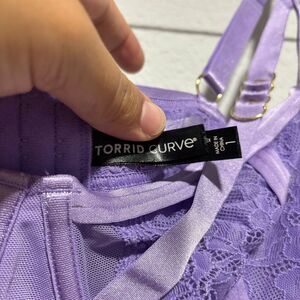 TORRID CURVE®
1
MADE IN
CHINA